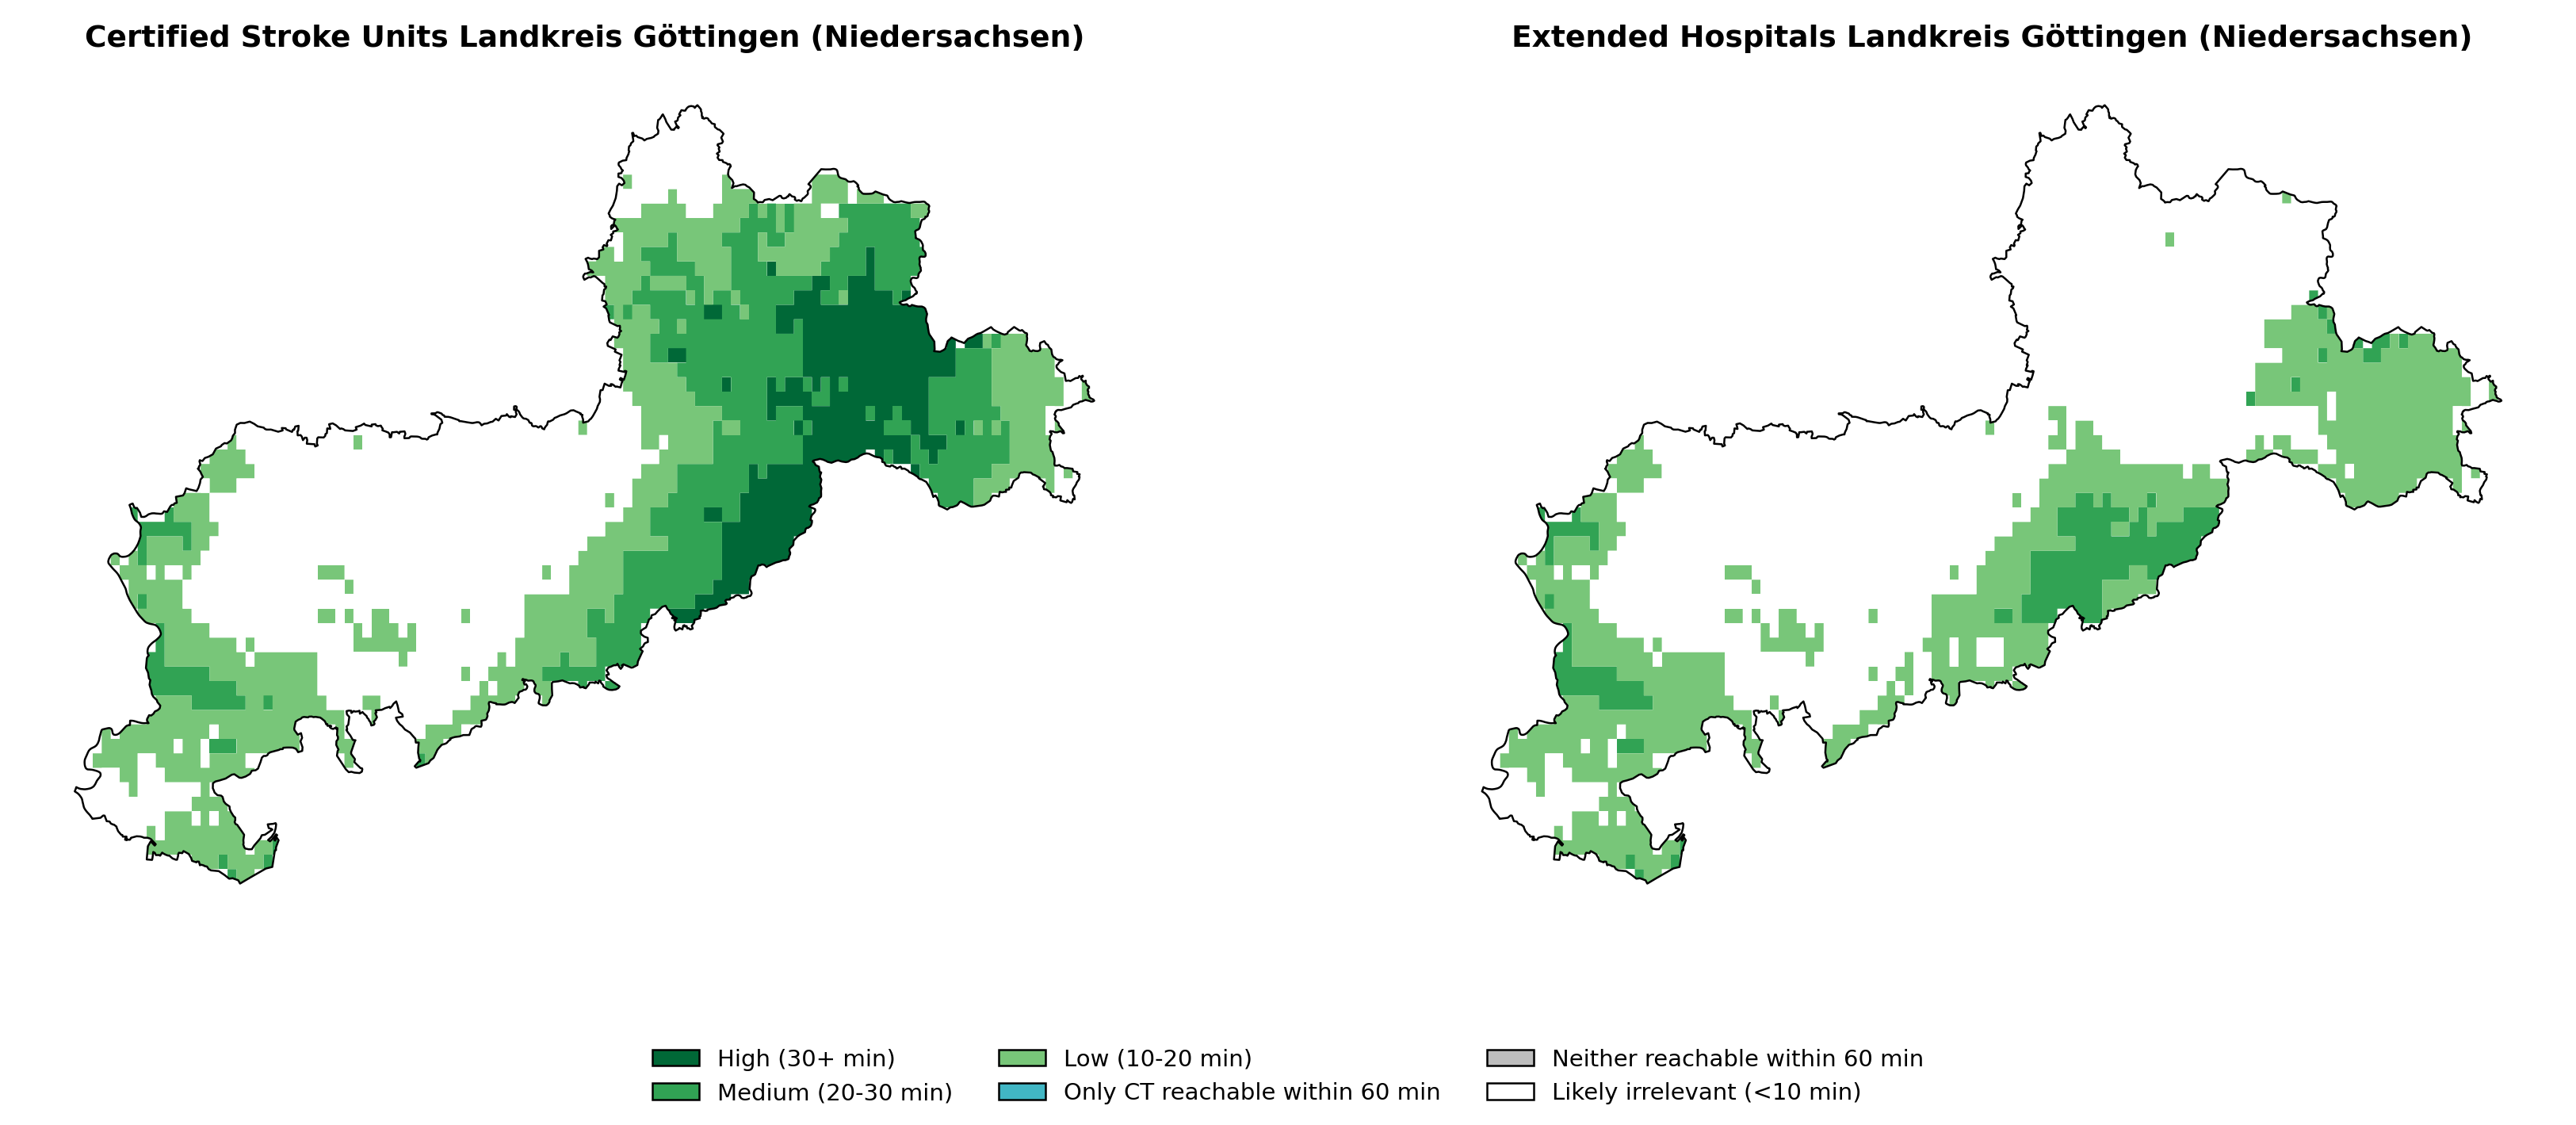 Certified Stroke Units Landkreis Göttingen (Niedersachsen)
Extended Hospitals Landkreis Göttingen (Niedersachsen)
High (30+ min)
Medium (20-30 min)
Low (10-20 min)
Only CT reachable within 60 min
Neither reachable within 60 min
Likely irrelevant (<10 min)